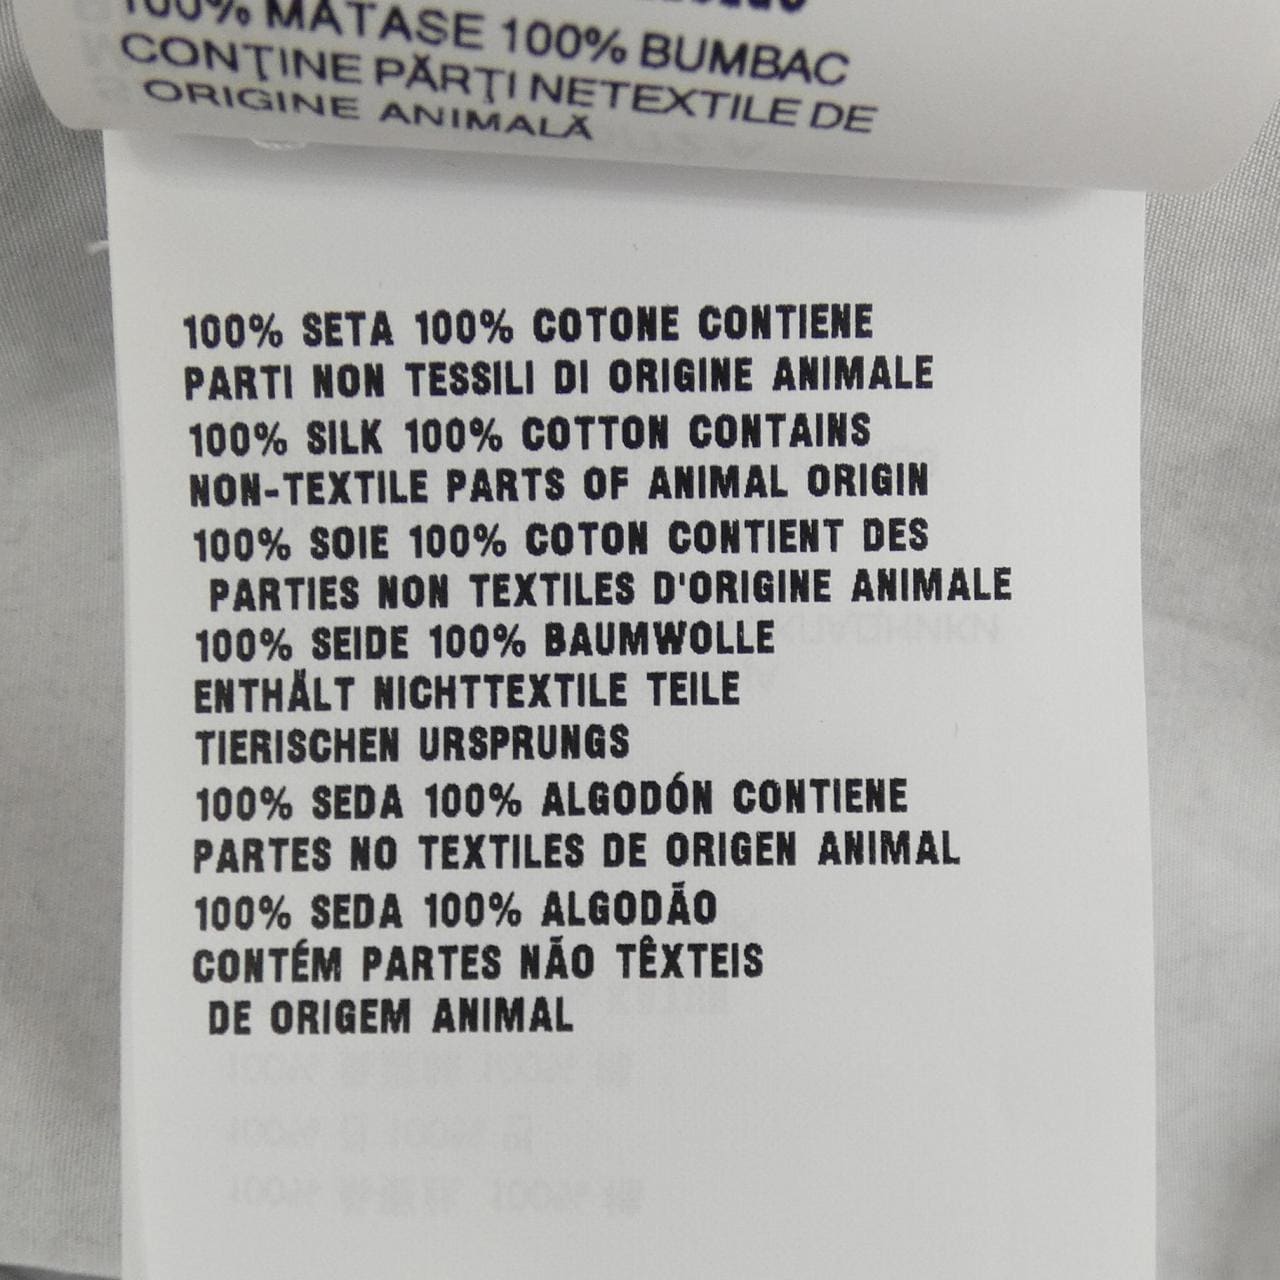 100% MATASE 100% BUMBAC
CONŢINE PĂRŢI NETEXTILE DE
ORIGINE ANIMALĂ
100% SETA 100% COTONE CONTIENE
PARTI NON TESSILI DI ORIGINE ANIMALE
100% SILK 100% COTTON CONTAINS
NON-TEXTILE PARTS OF ANIMAL ORIGIN
100% SOIE 100% COTON CONTIENT DES
PARTIES NON TEXTILES D'ORIGINE ANIMALE
100% SEIDE 100% BAUMWOLLE
ENTHÄLT NICHTTEXTILE TEILE
TIERISCHEN URSPRUNGS
100% SEDA 100% ALGODÓN CONTIENE
PARTES NO TEXTILES DE ORIGEN ANIMAL
100% SEDA 100% ALGODÃO
CONTÉM PARTES NÃO TÊXTEIS
DE ORIGEM ANIMAL